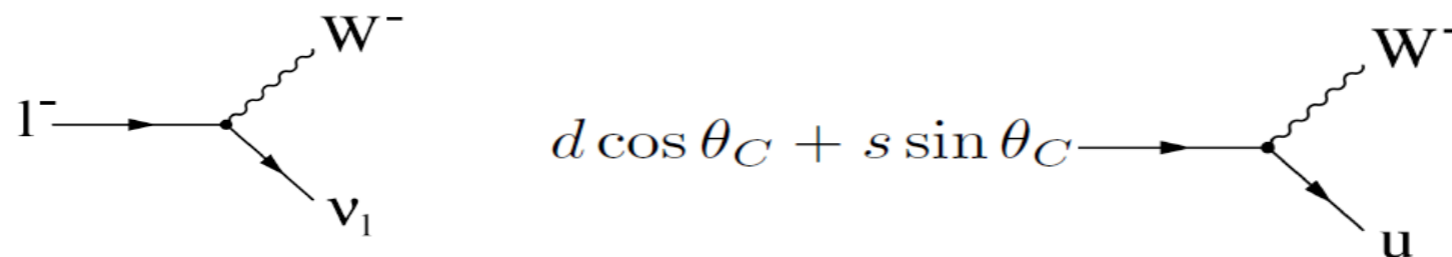 W⁻
l⁻
ν_l
W⁻
d cos θ_C + s sin θ_C
u